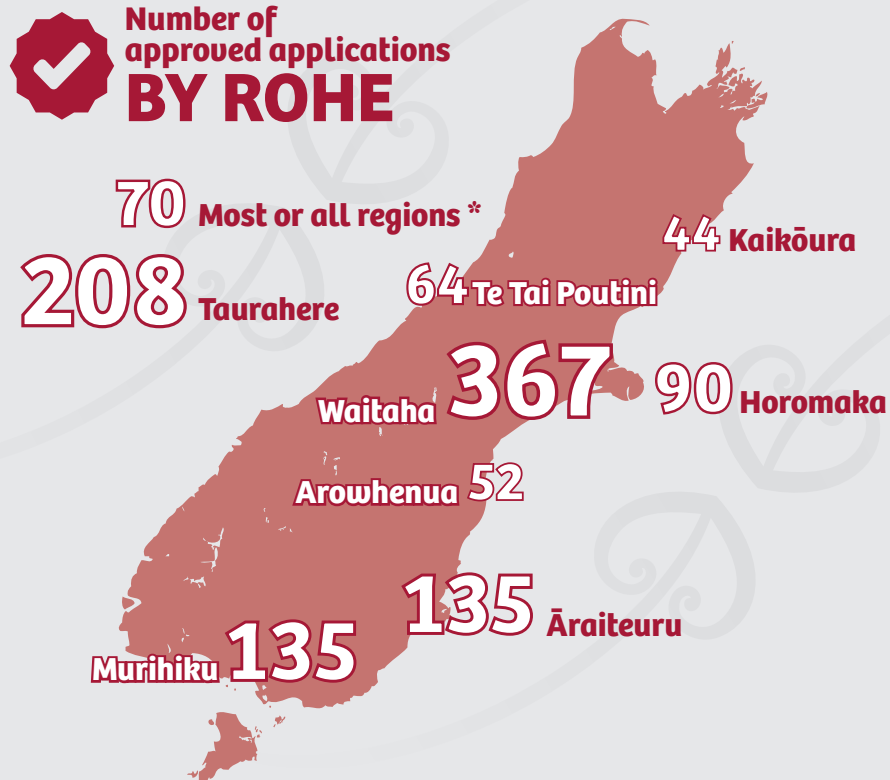 Number of
approved applications
BY ROHE
70 Most or all regions *
44 Kaikōura
208 Taurahere
64 Te Tai Poutini
Waitaha 367
90 Horomaka
Arowhenua 52
135 Āraiteuru
Murihiku 135